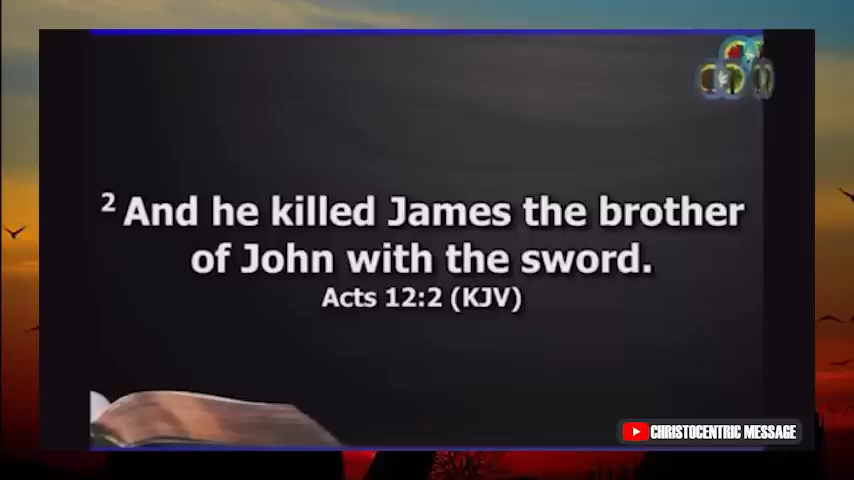 2 And he killed James the brother
of John with the sword.
Acts 12:2 (KJV)
CHRISTOCENTRIC MESSAGE